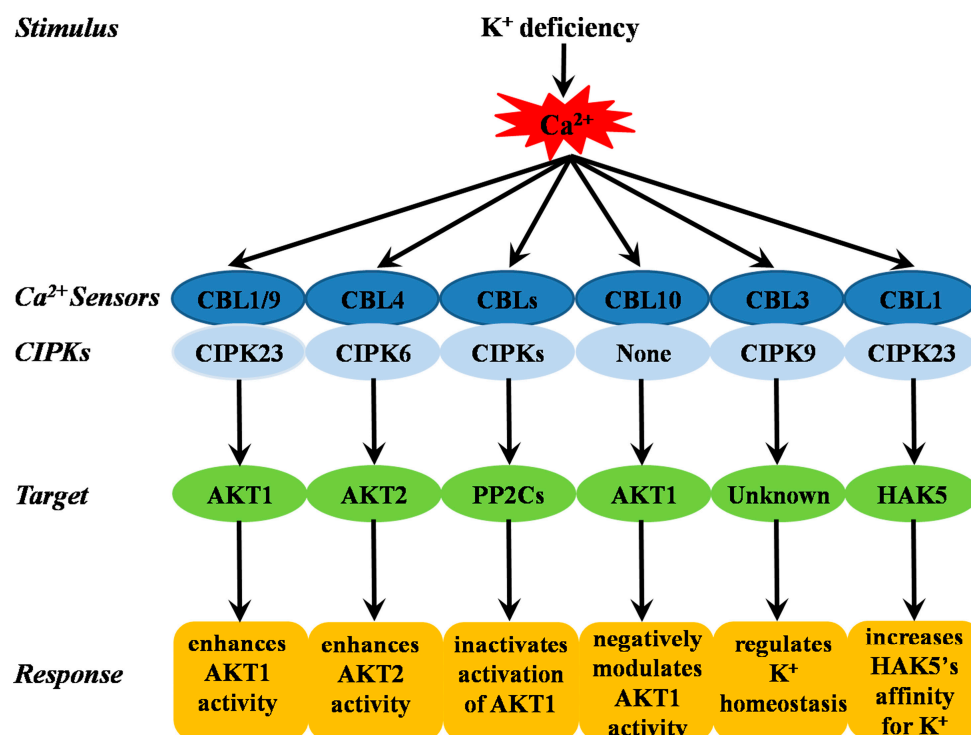 Stimulus
K⁺ deficiency
Ca²⁺
Ca²⁺ Sensors
CBL1/9
CBL4
CBLs
CBL10
CBL3
CBL1
CIPKs
CIPK23
CIPK6
CIPKs
None
CIPK9
CIPK23
Target
AKT1
AKT2
PP2Cs
AKT1
Unknown
HAK5
Response
enhances
AKT1
activity
enhances
AKT2
activity
inactivates
activation
of AKT1
negatively
modulates
AKT1
activity
regulates
K⁺
homeostasis
increases
HAK5's
affinity
for K⁺